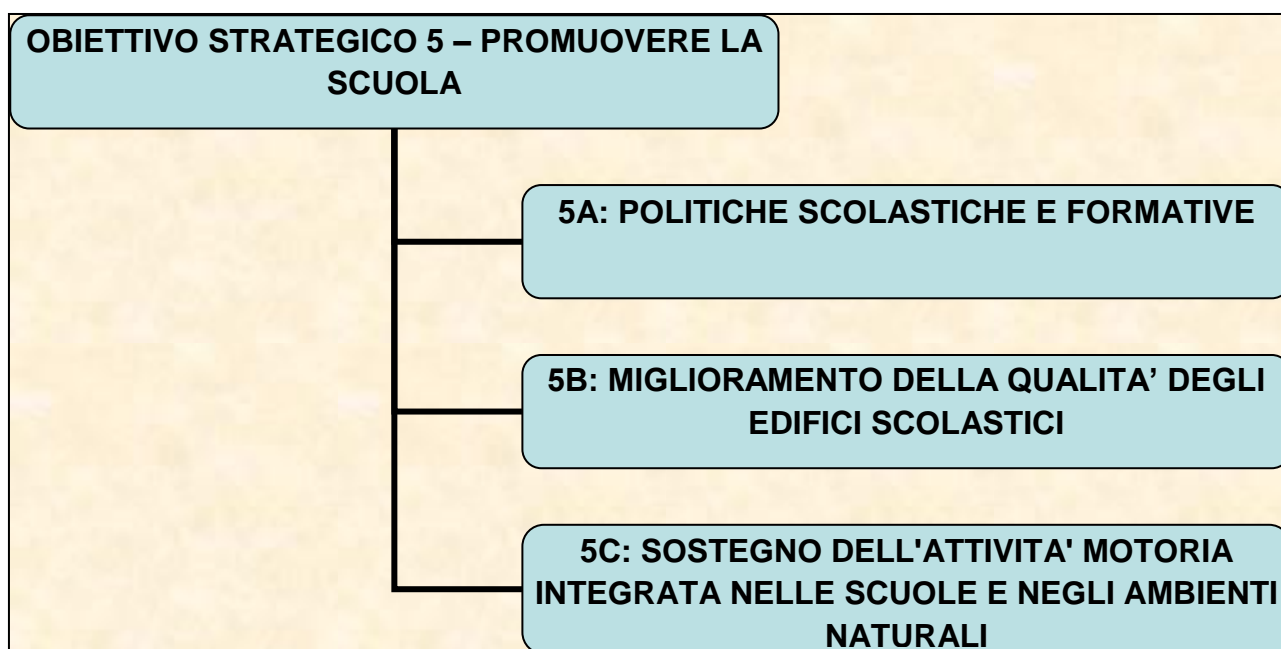 OBIETTIVO STRATEGICO 5 – PROMUOVERE LA
SCUOLA
5A: POLITICHE SCOLASTICHE E FORMATIVE
5B: MIGLIORAMENTO DELLA QUALITA’ DEGLI
EDIFICI SCOLASTICI
5C: SOSTEGNO DELL'ATTIVITA' MOTORIA
INTEGRATA NELLE SCUOLE E NEGLI AMBIENTI
NATURALI